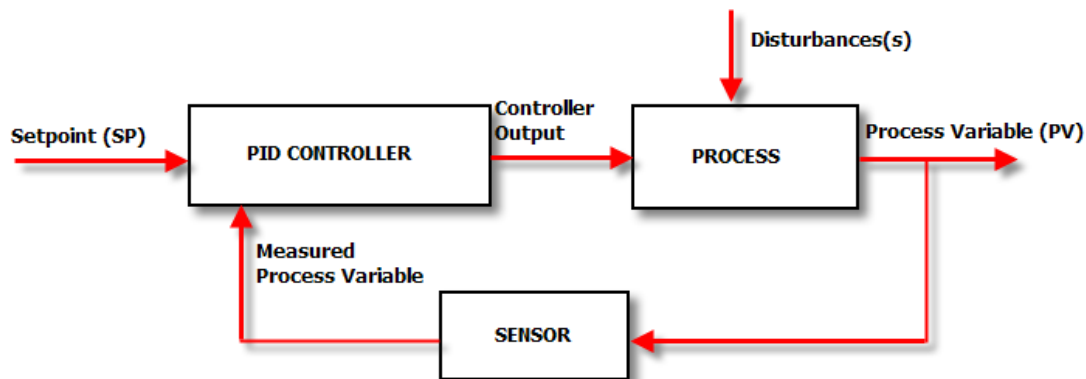 Disturbances(s)
Setpoint (SP)
PID CONTROLLER
Controller
Output
PROCESS
Process Variable (PV)
Measured
Process Variable
SENSOR